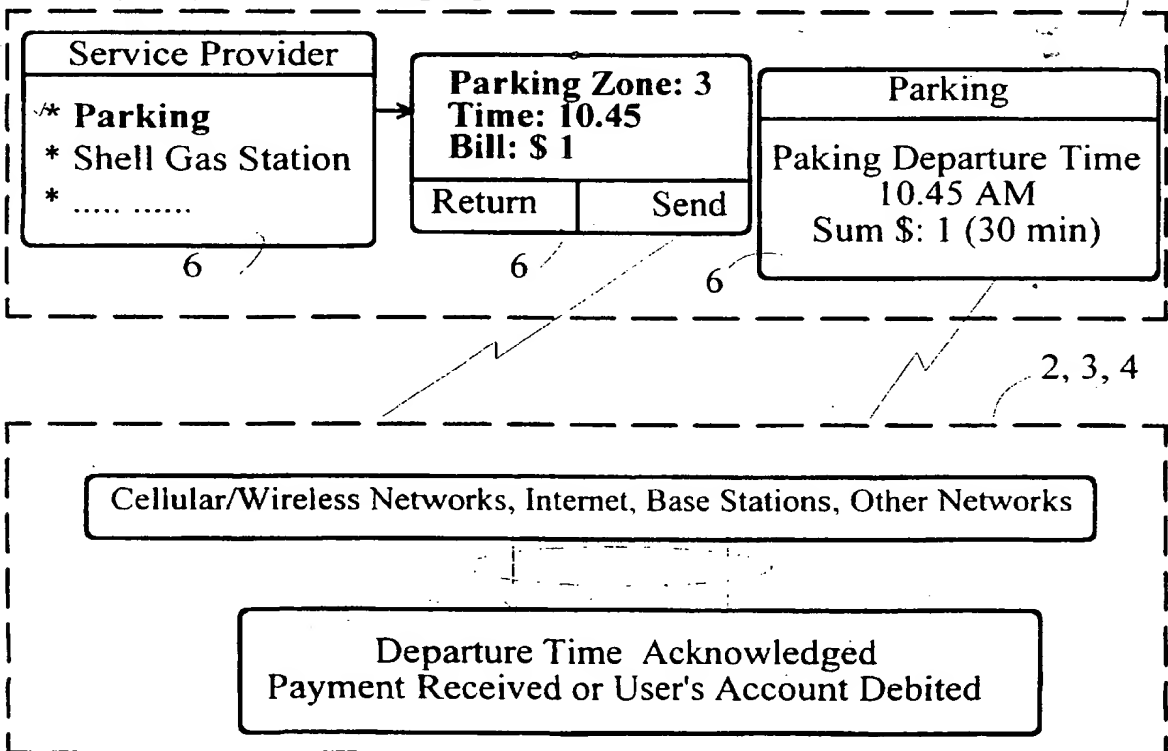 Service Provider
* Parking
* Shell Gas Station
* ..... ......
6
Parking Zone: 3
Time: 10.45
Bill: $ 1
Return Send
6
Parking
Paking Departure Time
10.45 AM
Sum $: 1 (30 min)
6
2, 3, 4
Cellular/Wireless Networks, Internet, Base Stations, Other Networks
Departure Time Acknowledged
Payment Received or User's Account Debited